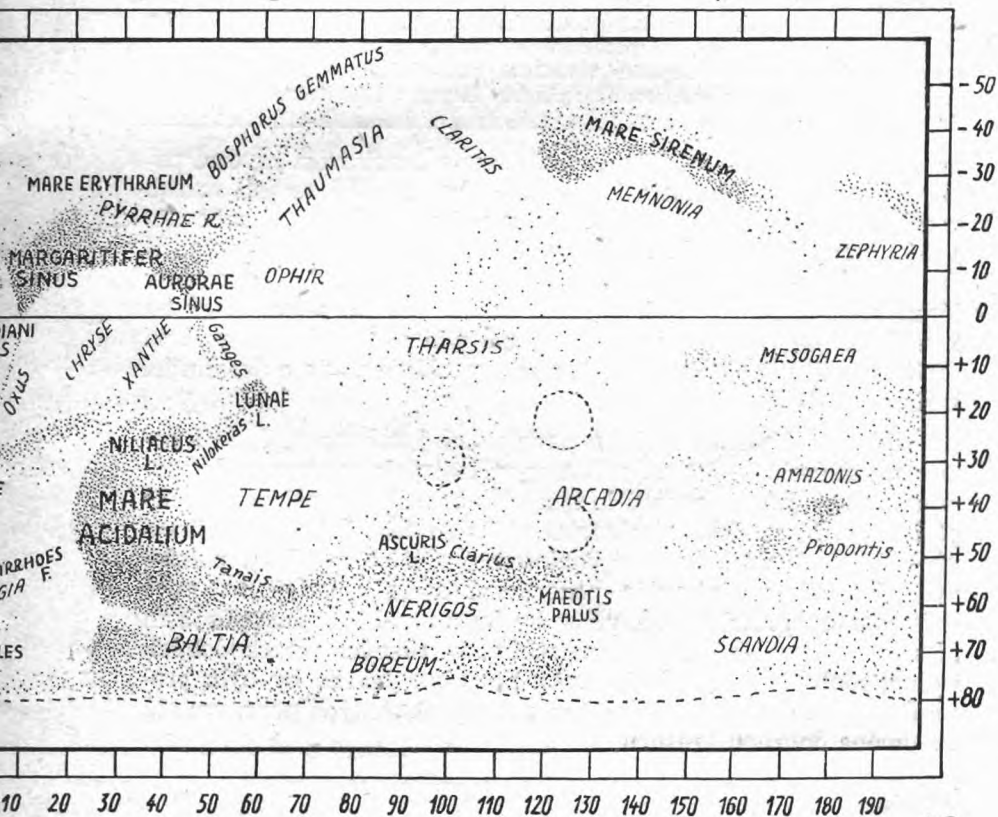 BOSPHORUS GEMMATUS
-50
CLARITAS
MARE SIRENUM
-40
THAUMASIA
MARE ERYTHRAEUM
-30
MEMNONIA
PYRRHAE R.
-20
MARGARITIFER
SINUS
ZEPHYRIA
AURORAE
SINUS
OPHIR
-10
0
CHRYSE
XANTHE
Ganges
THARSIS
MESOGAEA
Oxus
+10
LUNAE
L.
+20
NILIACUS
L.
Nilokeras
+30
AMAZONIS
MARE
ACIDALIUM
TEMPE
ARCADIA
+40
ASCURIS
L.
Clarius
Propontis
+50
Tanais
MAEOTIS
PALUS
NERIGOS
+60
BALTIA
BOREUM
SCANDIA
+70
+80
10 20 30 40 50 60 70 80 90 100 110 120 130 140 150 160 170 180 190